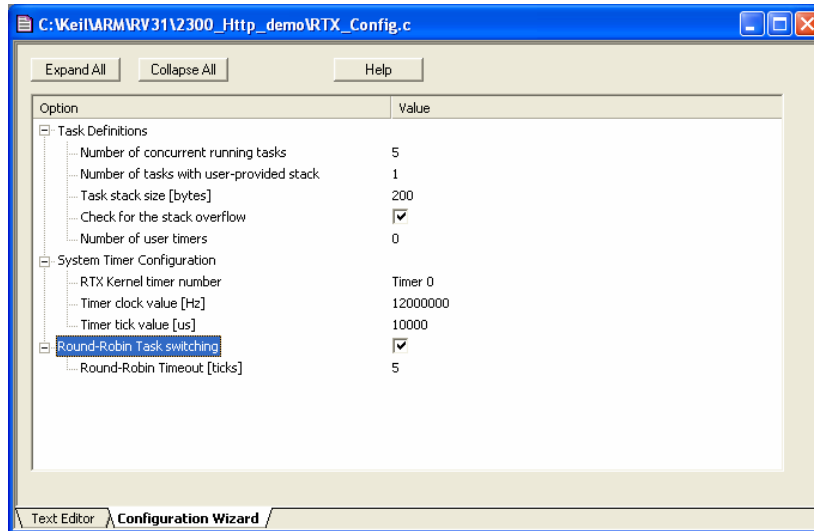 C:\Keil\ARM\RV31\2300_Http_demo\RTX_Config.c
Expand All Collapse All Help
Option Value
Task Definitions
Number of concurrent running tasks 5
Number of tasks with user-provided stack 1
Task stack size [bytes] 200
Check for the stack overflow
Number of user timers 0
System Timer Configuration
RTX Kernel timer number Timer 0
Timer clock value [Hz] 12000000
Timer tick value [us] 10000
Round-Robin Task switching
Round-Robin Timeout [ticks] 5
Text Editor Configuration Wizard